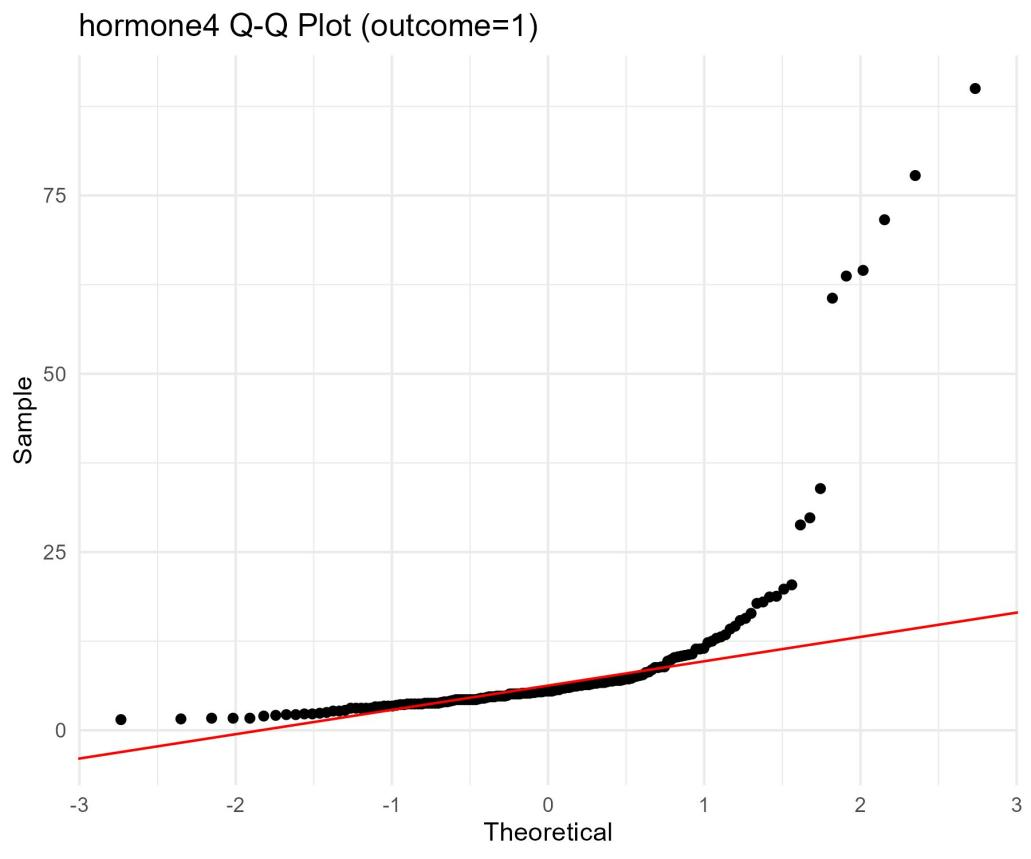 hormone4 Q-Q Plot (outcome=1)
75
50
25
0
Sample
-3 -2 -1 0 1 2 3
Theoretical